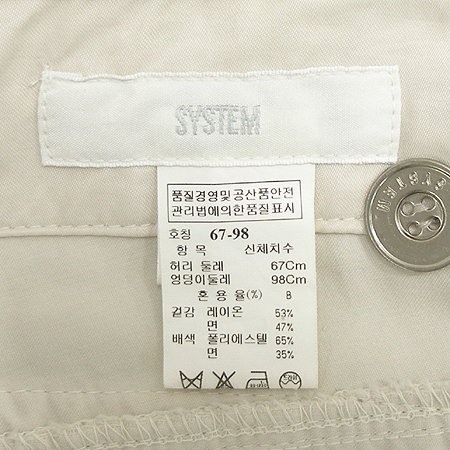 SYSTEM
품질경영및공산품안전
관리법에의한품질표시
호칭 67-98
항 목 신체치수
허리 둘레 67Cm
엉덩이둘레 98Cm
혼 용 율(%) B
겉감 레이온 53%
면 47%
배색 폴리에스텔 65%
면 35%
SYSTEM